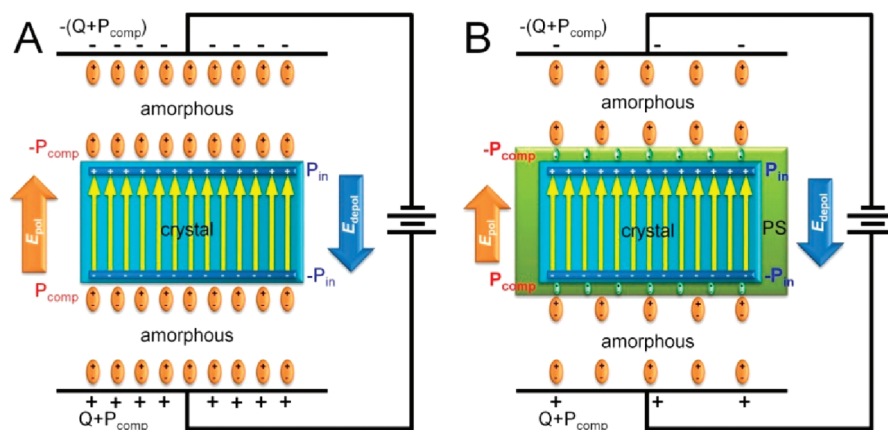 A
-(Q+Pcomp)
- - - - - - - -
+ + + + + + + + +
- - - - - - - - -
amorphous
-Pcomp
Pin
Epol
crystal
Edepol
Pcomp
-Pin
amorphous
+ + + + + + + +
Q+Pcomp
B
-(Q+Pcomp)
- - -
amorphous
-Pcomp
Pin
Epol
crystal
PS
Edepol
Pcomp
-Pin
amorphous
+ + +
Q+Pcomp